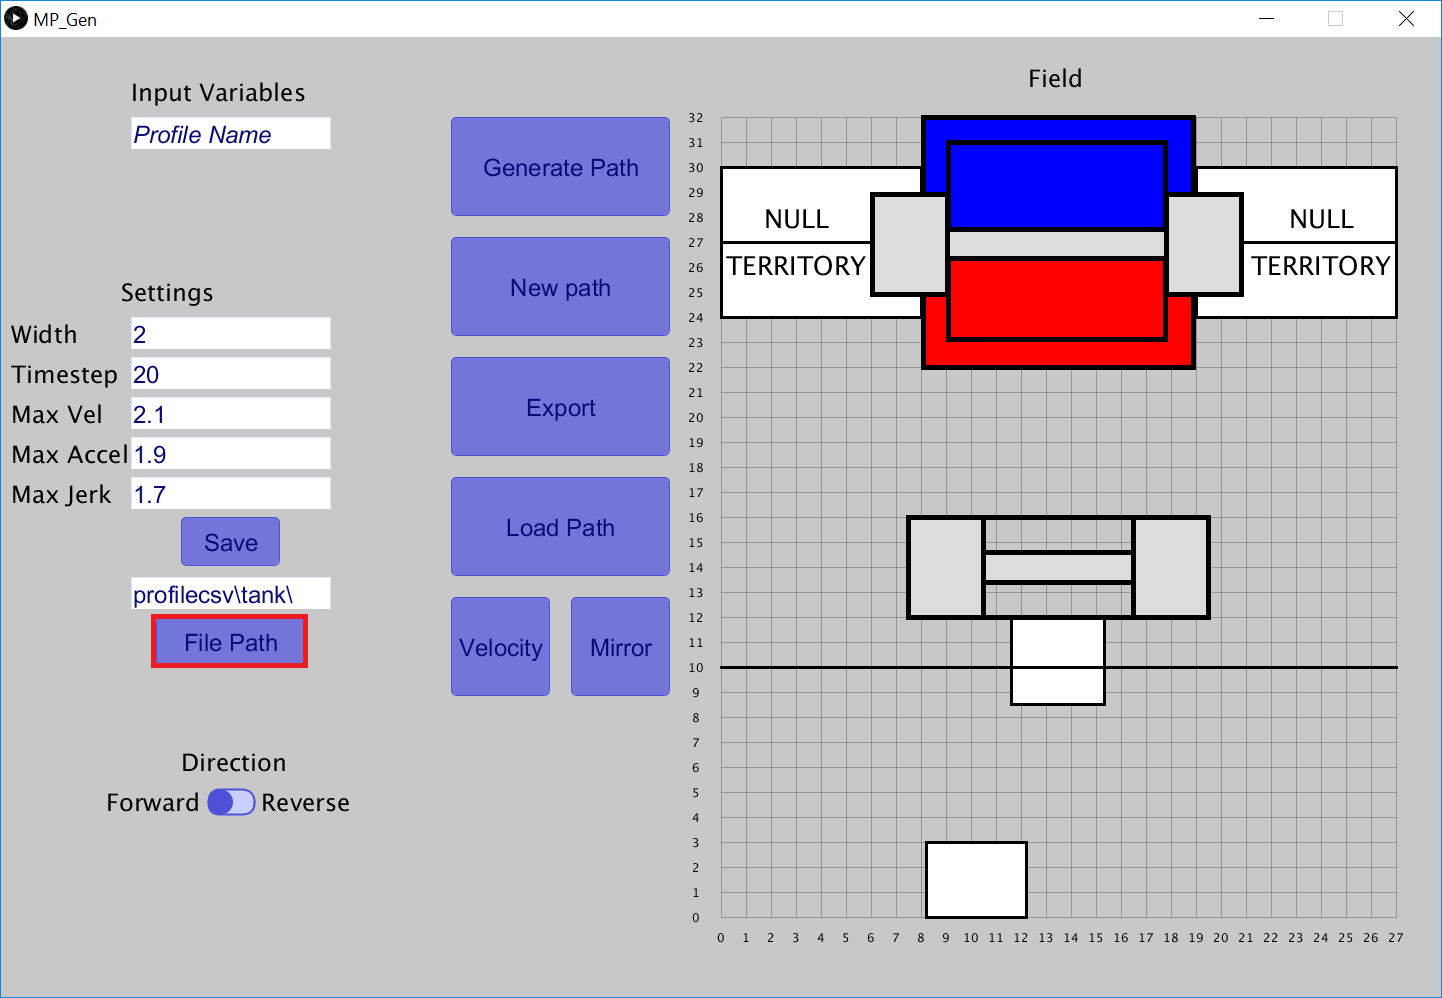 MP_Gen
Input Variables
Profile Name
Settings
Width 2
Timestep 20
Max Vel 2.1
Max Accel 1.9
Max Jerk 1.7
Save
profilecsv\tank\
File Path
Direction
Forward Reverse
Generate Path
New path
Export
Load Path
Velocity Mirror
Field
32
31
30
29
28
27
26
25
24
23
22
21
20
19
18
17
16
15
14
13
12
11
10
9
8
7
6
5
4
3
2
1
0
NULL
TERRITORY
NULL
TERRITORY
0 1 2 3 4 5 6 7 8 9 10 11 12 13 14 15 16 17 18 19 20 21 22 23 24 25 26 27